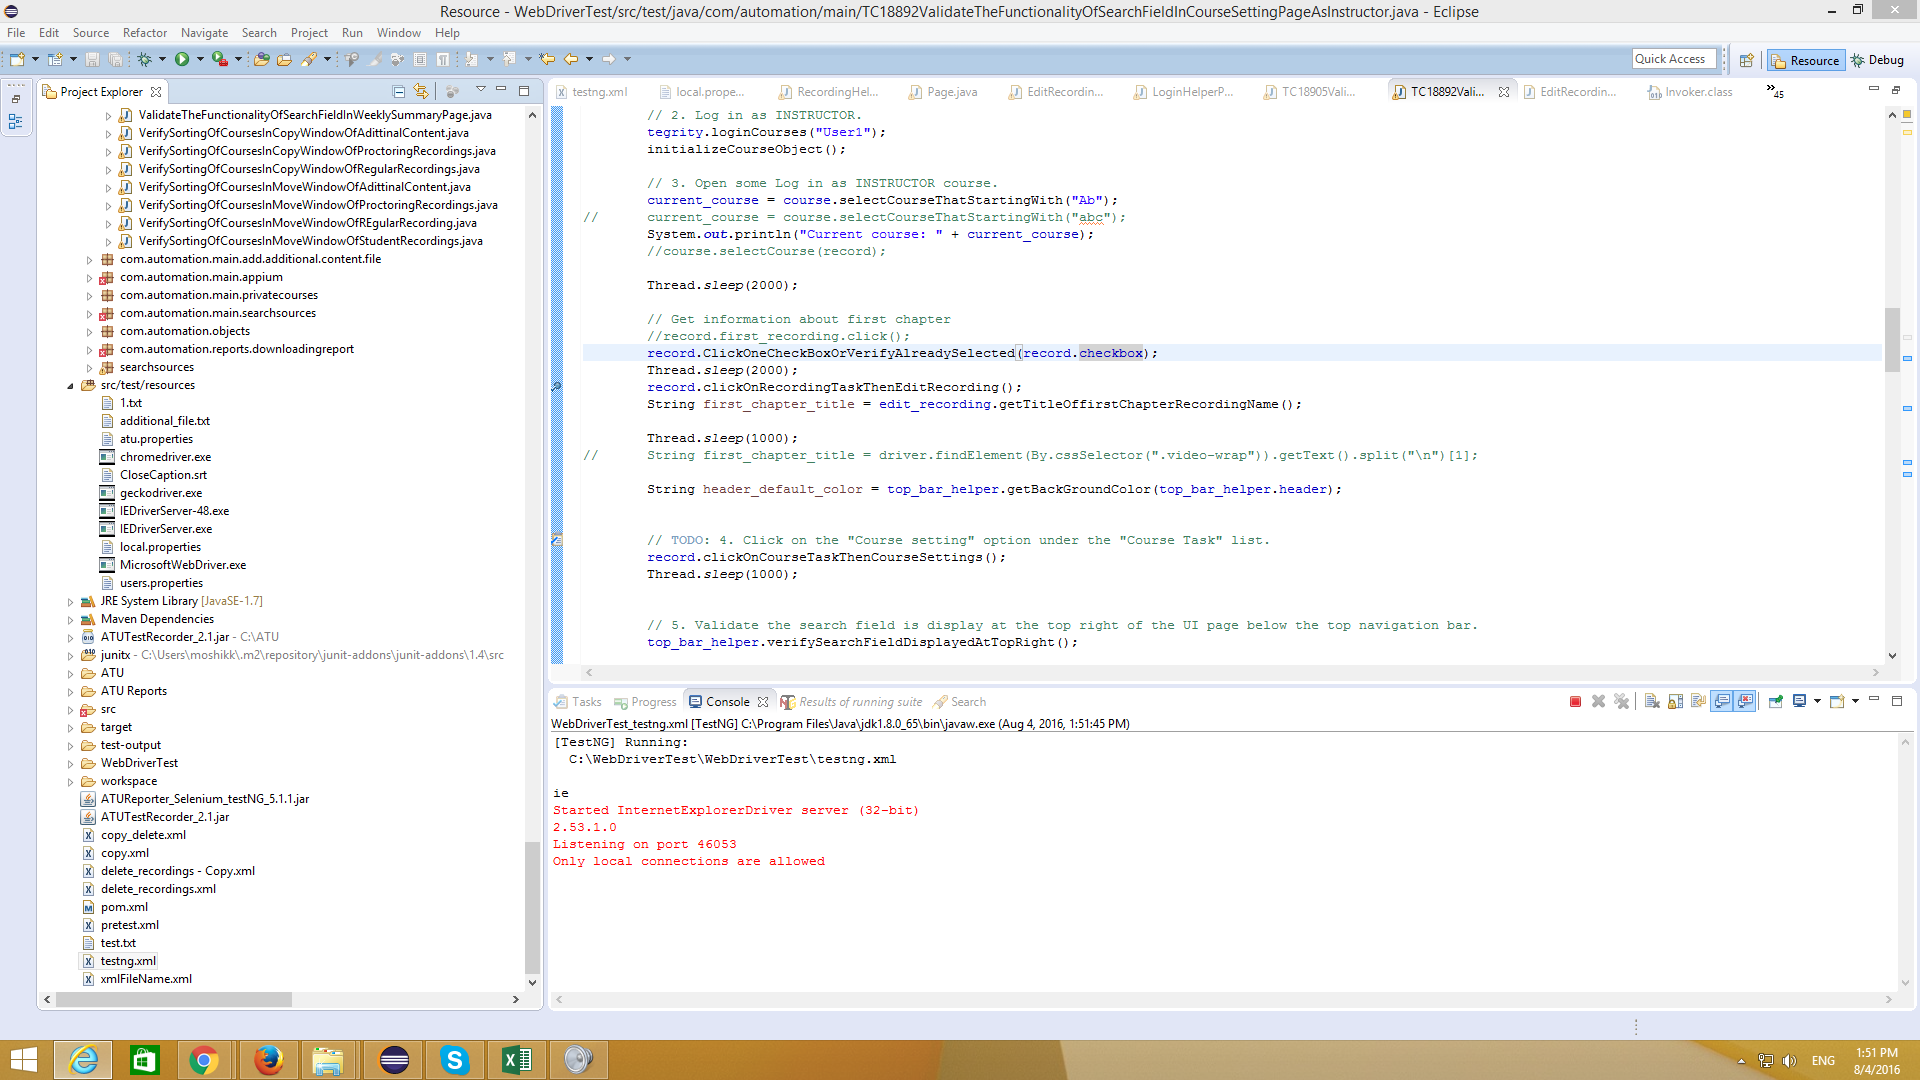 Resource - WebDriverTest/src/test/java/com/automation/main/TC18892ValidateTheFunctionalityOfSearchFieldInCourseSettingPageAsInstructor.java - Eclipse
File Edit Source Refactor Navigate Search Project Run Window Help
Quick Access
Resource
Debug
Project Explorer
ValidateTheFunctionalityOfSearchFieldInWeeklySummaryPage.java
VerifySortingOfCoursesInCopyWindowOfAdittinalContent.java
VerifySortingOfCoursesInCopyWindowOfProctoringRecordings.java
VerifySortingOfCoursesInCopyWindowOfRegularRecordings.java
VerifySortingOfCoursesInMoveWindowOfAdittinalContent.java
VerifySortingOfCoursesInMoveWindowOfProctoringRecordings.java
VerifySortingOfCoursesInMoveWindowOfREgularRecording.java
VerifySortingOfCoursesInMoveWindowOfStudentRecordings.java
com.automation.main.add.additional.content.file
com.automation.main.appium
com.automation.main.privatecourses
com.automation.main.searchsources
com.automation.objects
com.automation.reports.downloadingreport
searchsources
src/test/resources
1.txt
additional_file.txt
atu.properties
chromedriver.exe
CloseCaption.srt
geckodriver.exe
IEDriverServer-48.exe
IEDriverServer.exe
local.properties
MicrosoftWebDriver.exe
users.properties
JRE System Library [JavaSE-1.7]
Maven Dependencies
ATUTestRecorder_2.1.jar - C:\ATU
junitx - C:\Users\moshikk\.m2\repository\junit-addons\junit-addons\1.4\src
ATU
ATU Reports
src
target
test-output
WebDriverTest
workspace
ATUReporter_Selenium_testNG_5.1.1.jar
ATUTestRecorder_2.1.jar
copy_delete.xml
copy.xml
delete_recordings - Copy.xml
delete_recordings.xml
pom.xml
pretest.xml
test.txt
testng.xml
xmlFileName.xml
testng.xml local.prope... RecordingHel... Page.java EditRecordin... LoginHelperP... TC18905Vali... TC18892Vali... EditRecordin... Invoker.class »45
// 2. Log in as INSTRUCTOR.
tegrity.loginCourses("User1");
initializeCourseObject();
// 3. Open some Log in as INSTRUCTOR course.
current_course = course.selectCourseThatStartingWith("Ab");
// current_course = course.selectCourseThatStartingWith("abc");
System.out.println("Current course: " + current_course);
//course.selectCourse(record);
Thread.sleep(2000);
// Get information about first chapter
//record.first_recording.click();
record.ClickOneCheckBoxOrVerifyAlreadySelected(record.checkbox);
Thread.sleep(2000);
record.clickOnRecordingTaskThenEditRecording();
String first_chapter_title = edit_recording.getTitleOffirstChapterRecordingName();
Thread.sleep(1000);
// String first_chapter_title = driver.findElement(By.cssSelector(".video-wrap")).getText().split("\n")[1];
String header_default_color = top_bar_helper.getBackGroundColor(top_bar_helper.header);
// TODO: 4. Click on the "Course setting" option under the "Course Task" list.
record.clickOnCourseTaskThenCourseSettings();
Thread.sleep(1000);
// 5. Validate the search field is display at the top right of the UI page below the top navigation bar.
top_bar_helper.verifySearchFieldDisplayedAtTopRight();
Tasks Progress Console Results of running suite Search
WebDriverTest_testng.xml [TestNG] C:\Program Files\Java\jdk1.8.0_65\bin\javaw.exe (Aug 4, 2016, 1:51:45 PM)
[TestNG] Running:
C:\WebDriverTest\WebDriverTest\testng.xml
ie
Started InternetExplorerDriver server (32-bit)
2.53.1.0
Listening on port 46053
Only local connections are allowed
ENG
1:51 PM
8/4/2016